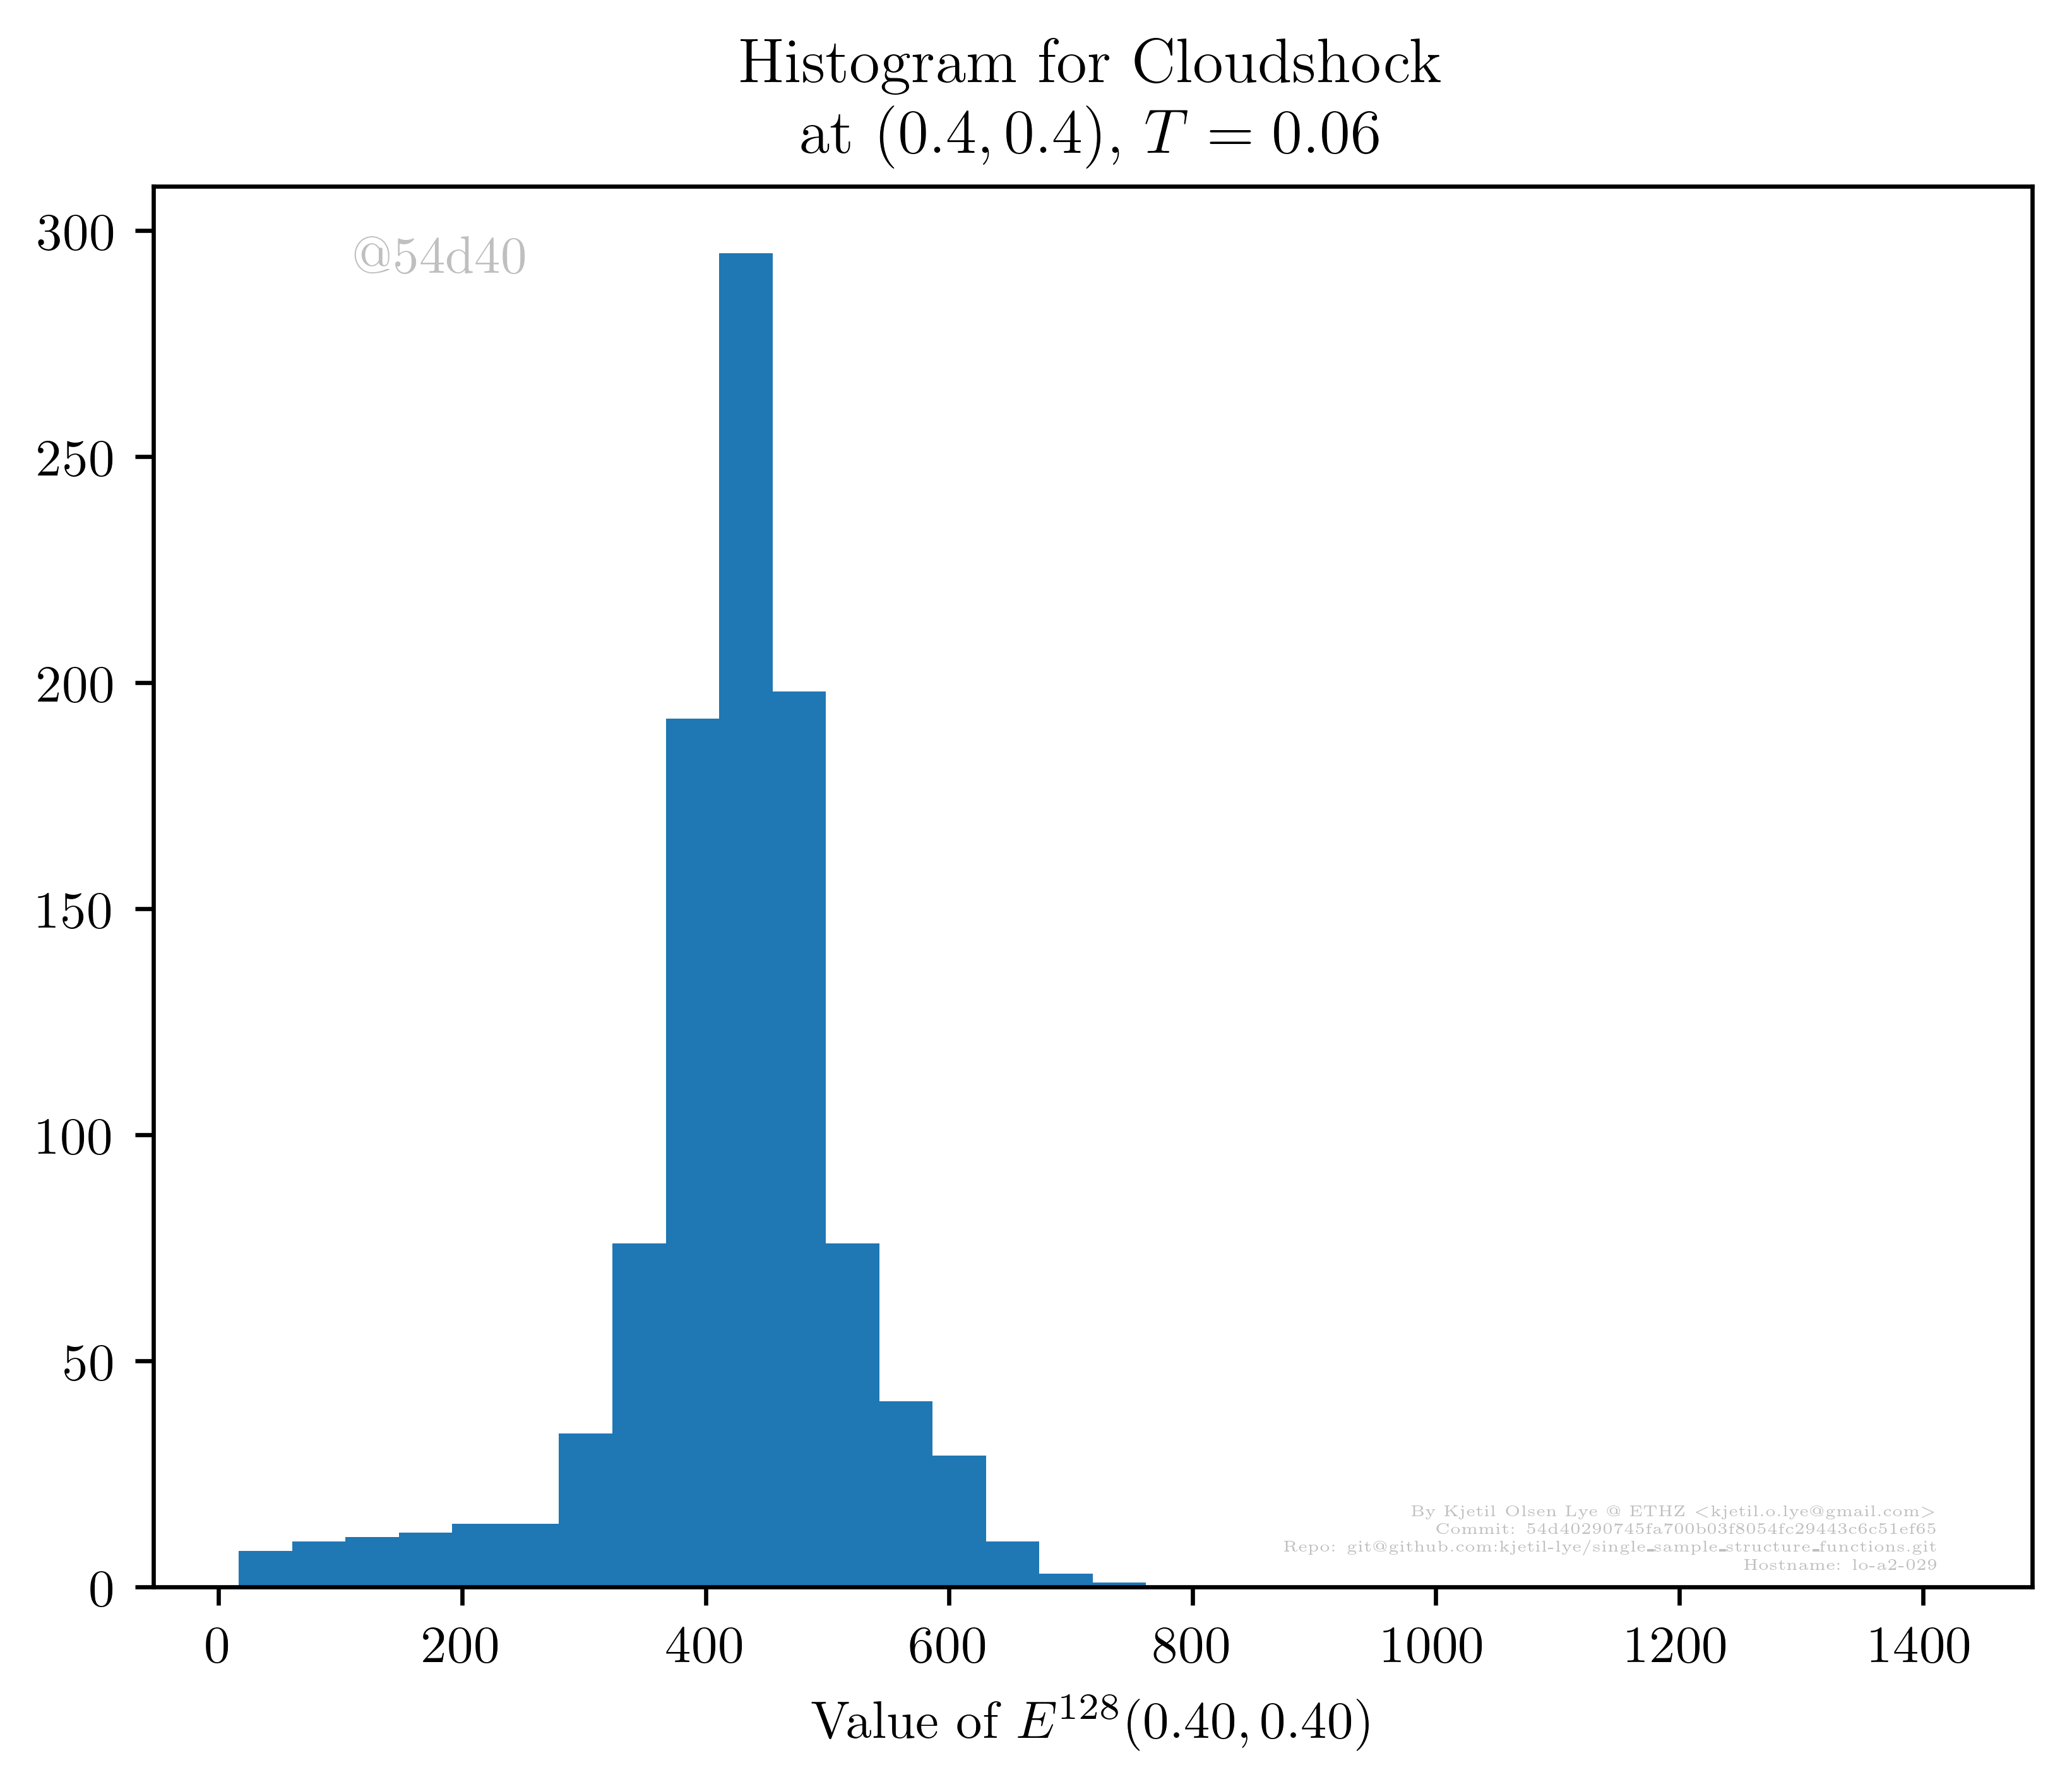 Histogram for Cloudshock
at (0.4, 0.4), T = 0.06
300
@54d40
250
200
150
100
50
0
By Kjetil Olsen Lye @ ETHZ <kjetil.o.lye@gmail.com>
Commit: 54d40290745fa700b03f8054fc29443c6c51ef65
Repo: git@github.com:kjetil-lye/single_sample_structure_functions.git
Hostname: lo-a2-029
0 200 400 600 800 1000 1200 1400
Value of E^128(0.40, 0.40)